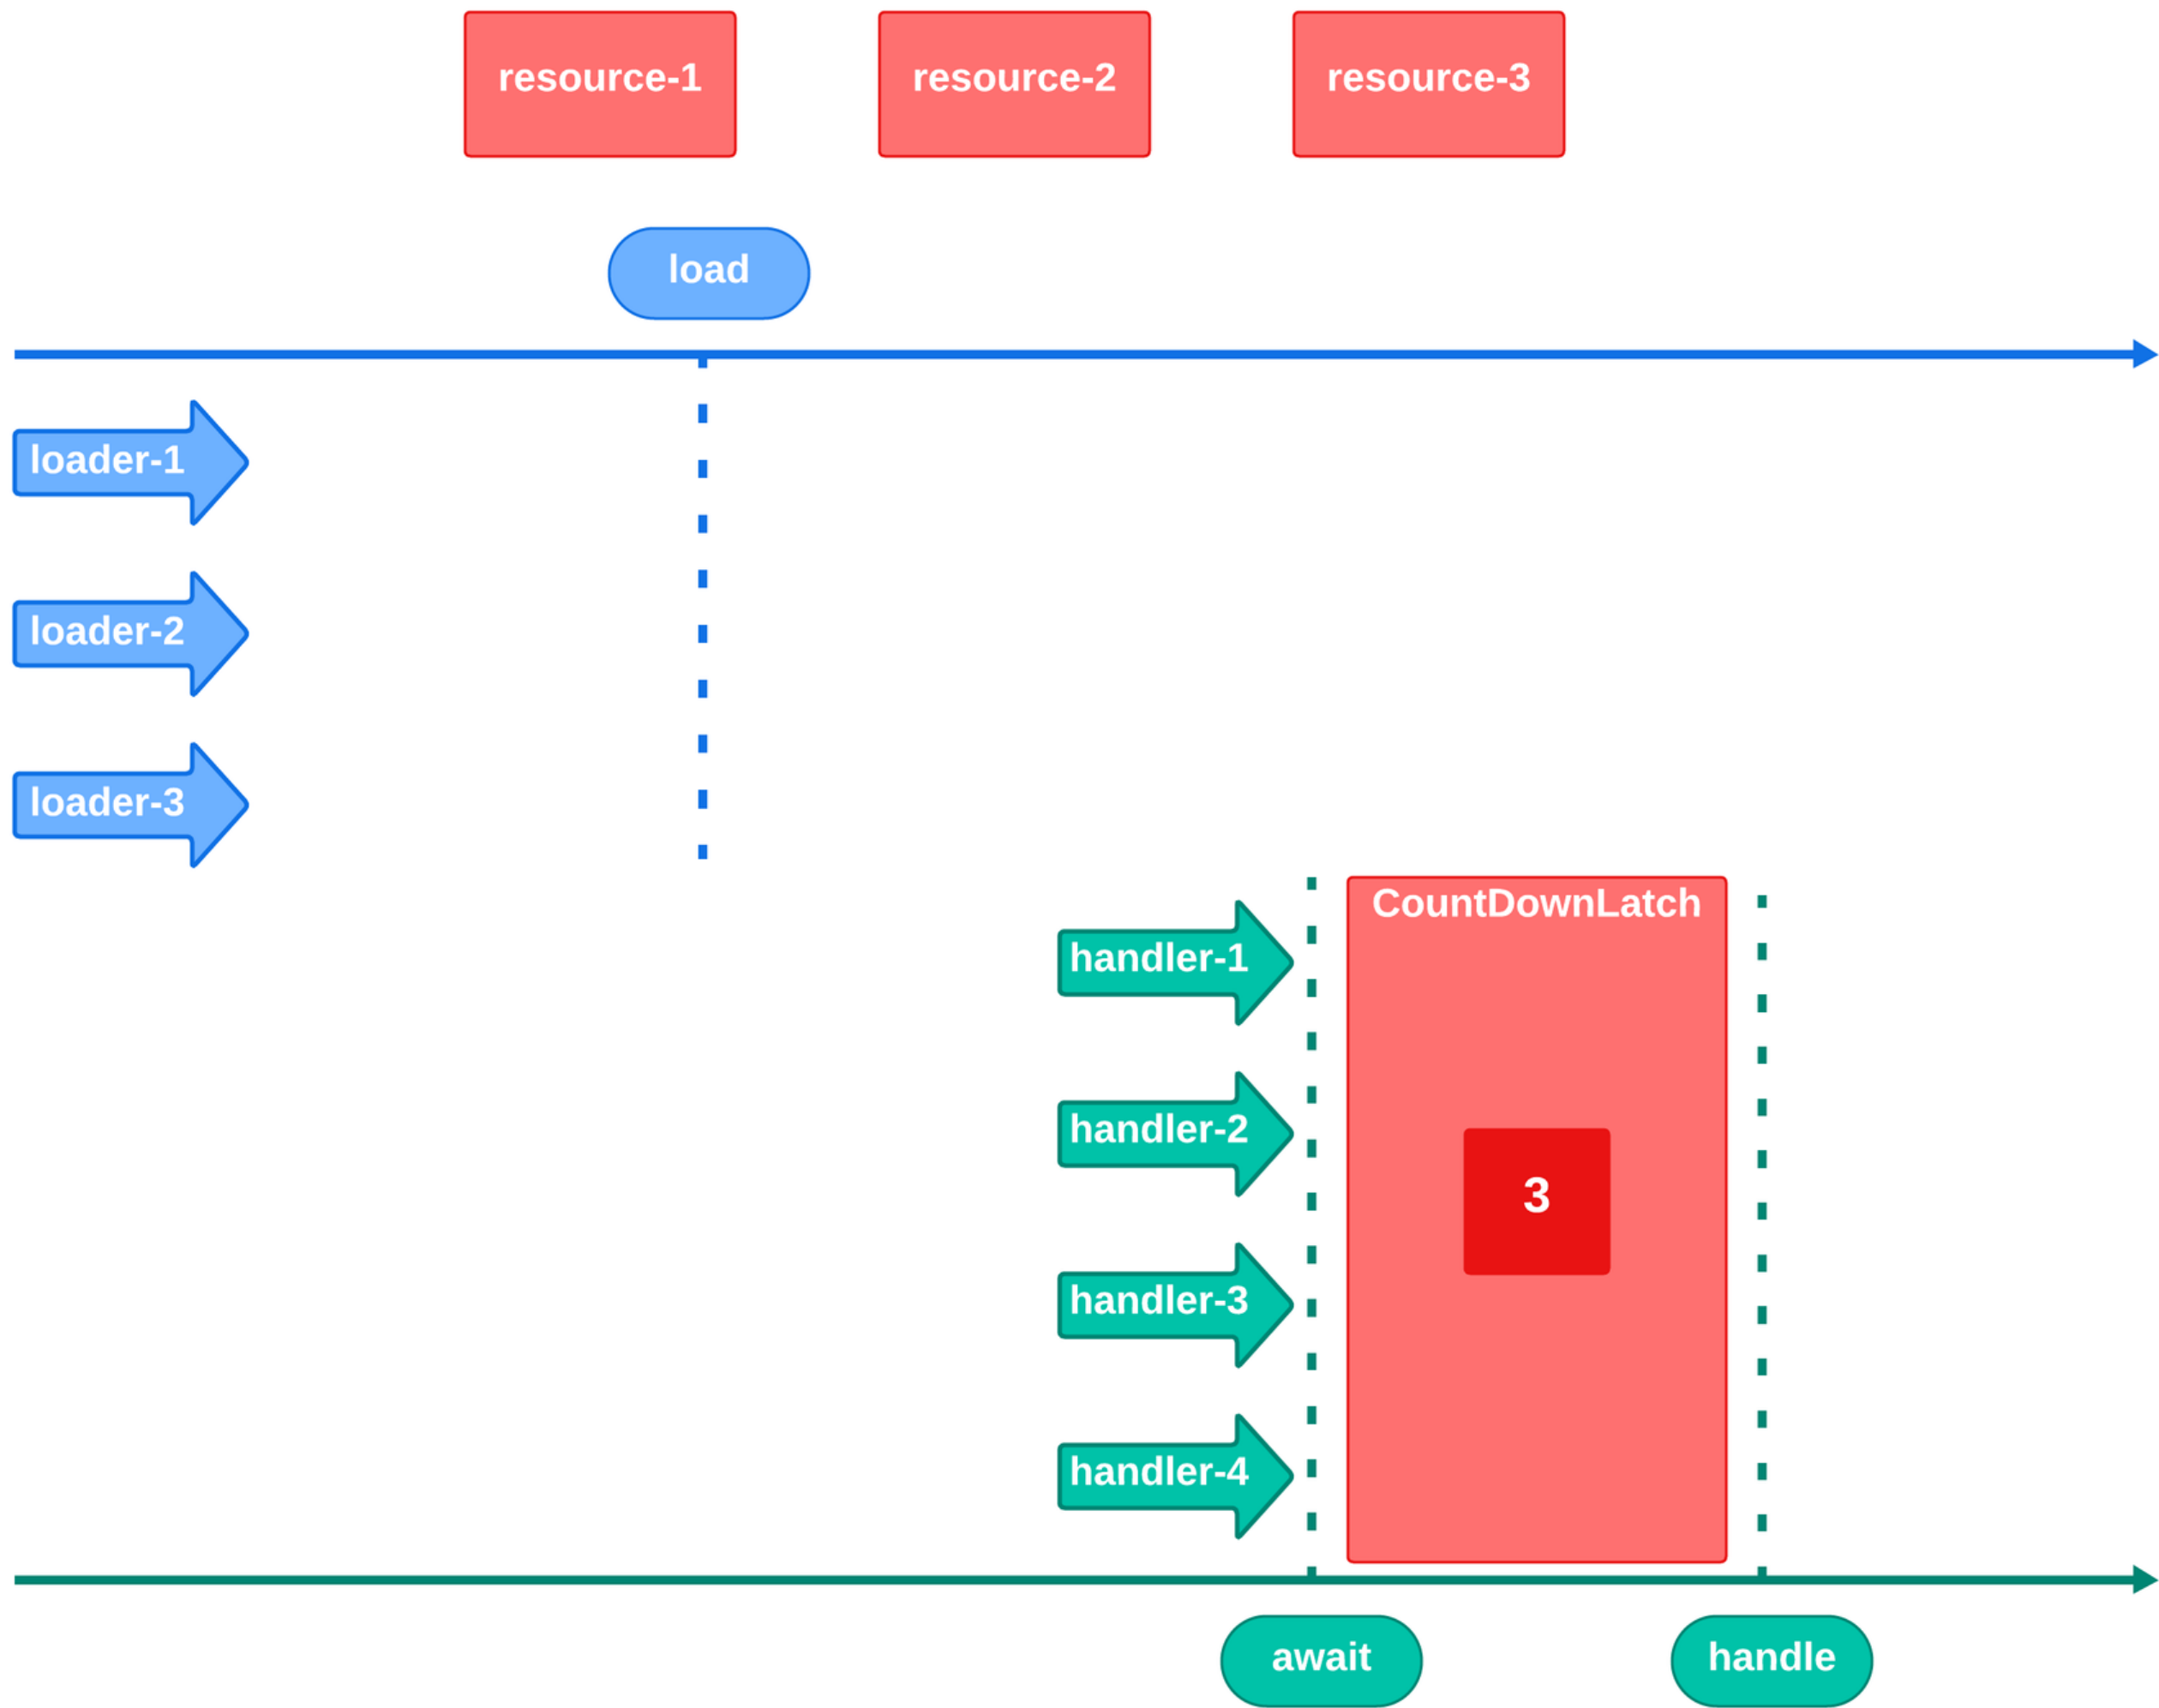 resource-1
resource-2
resource-3
load
loader-1
loader-2
loader-3
CountDownLatch
handler-1
handler-2
3
handler-3
handler-4
await
handle